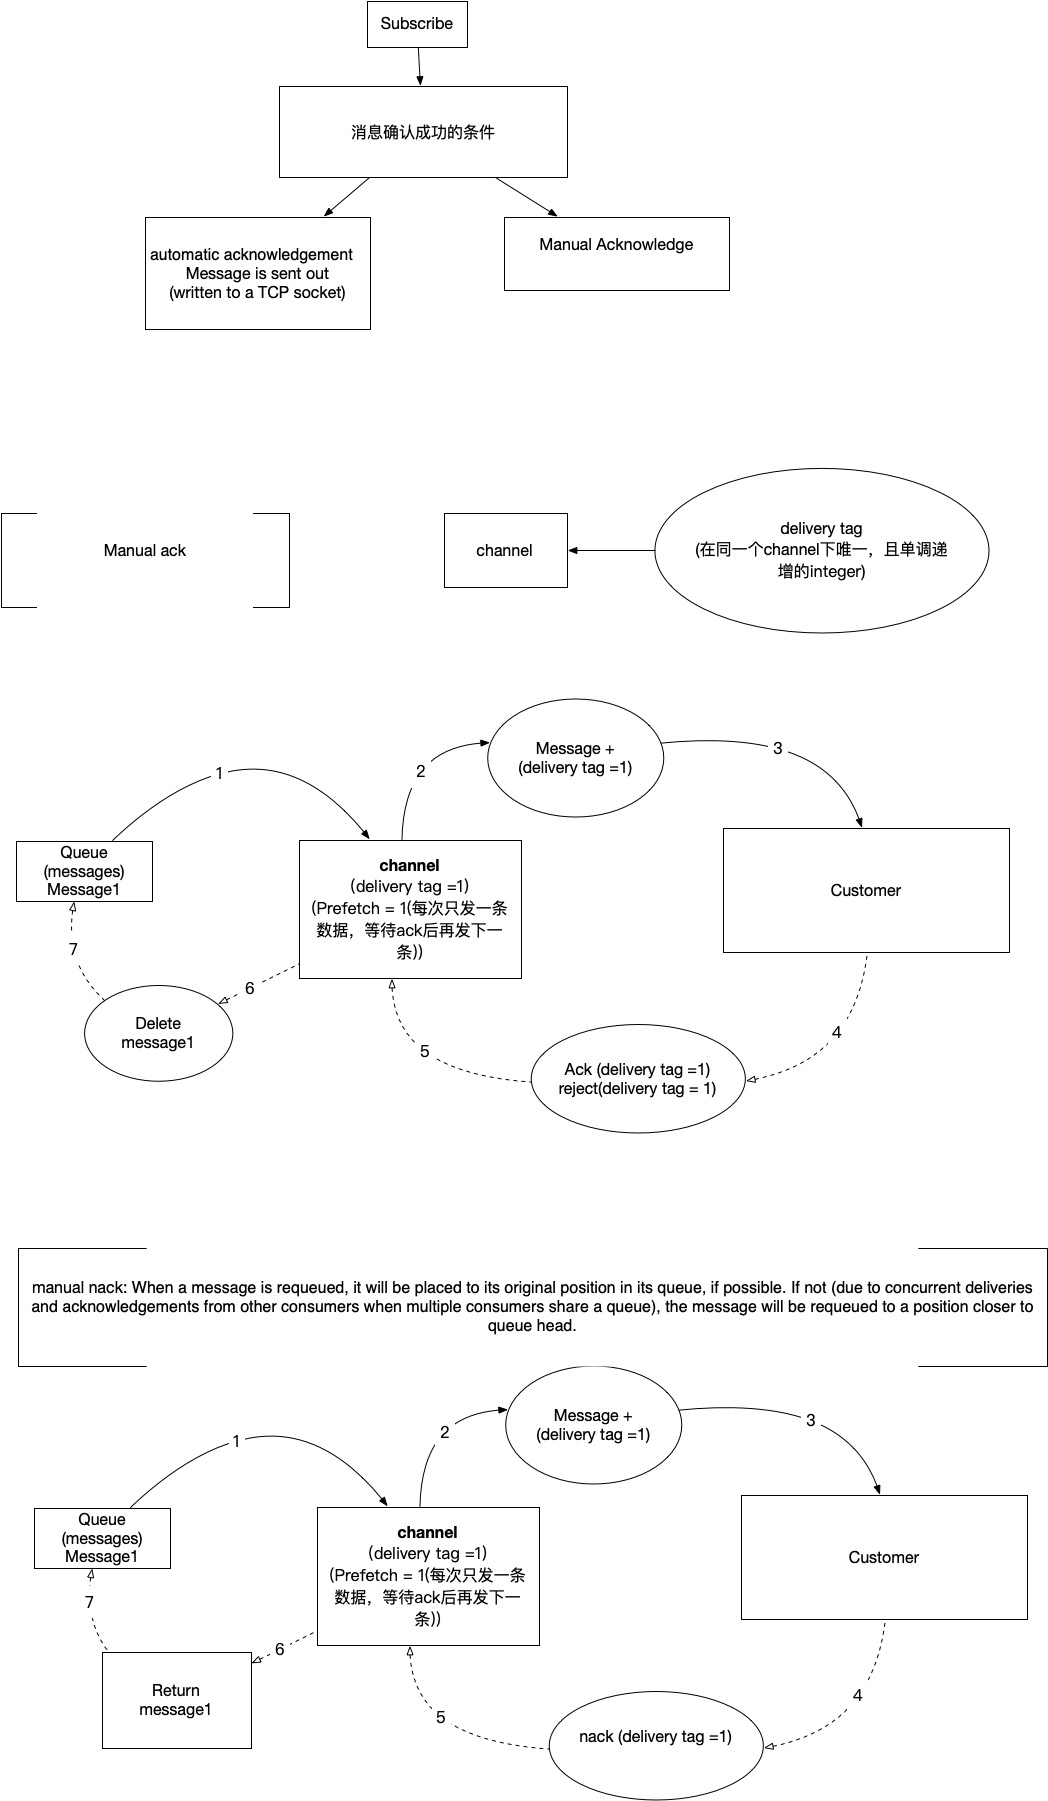 Subscribe
消息确认成功的条件
automatic acknowledgement
Message is sent out
(written to a TCP socket)
Manual Acknowledge
Manual ack
channel
delivery tag
(在同一个channel下唯一，且单调递
增的integer)
1
2
Message +
(delivery tag =1)
3
Queue
(messages)
Message1
channel
(delivery tag =1)
(Prefetch = 1(每次只发一条
数据，等待ack后再发下一
条))
Customer
7
6
Delete
message1
5
Ack (delivery tag =1)
reject(delivery tag = 1)
4
manual nack: When a message is requeued, it will be placed to its original position in its queue, if possible. If not (due to concurrent deliveries
and acknowledgements from other consumers when multiple consumers share a queue), the message will be requeued to a position closer to
queue head.
1
2
Message +
(delivery tag =1)
3
Queue
(messages)
Message1
channel
(delivery tag =1)
(Prefetch = 1(每次只发一条
数据，等待ack后再发下一
条))
Customer
7
6
Return
message1
5
nack (delivery tag =1)
4